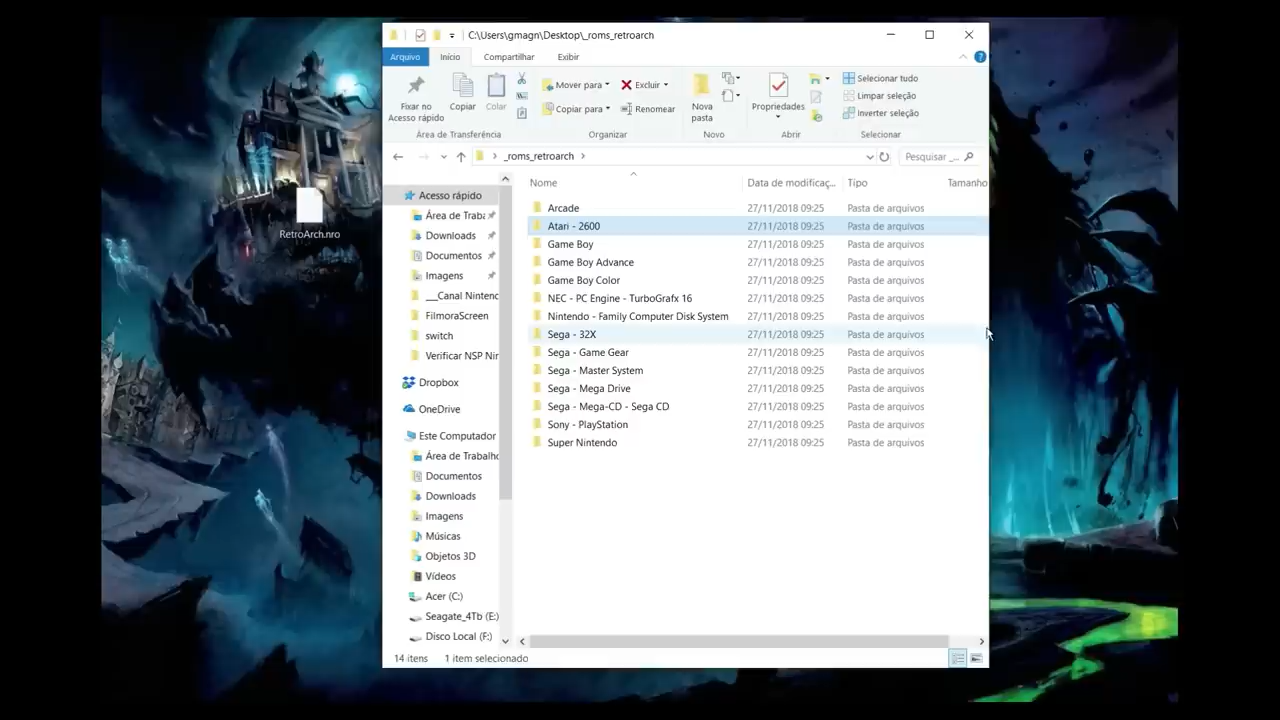 C:\Users\gmagn\Desktop\_roms_retroarch
Arquivo Início Compartilhar Exibir
Fixar no Acesso rápido
Copiar
Colar
Mover para
Copiar para
Excluir
Renomear
Nova pasta
Propriedades
Selecionar tudo
Limpar seleção
Inverter seleção
Área de Transferência Organizar Novo Abrir Selecionar
_roms_retroarch
Pesquisar _...
RetroArch.nro
Acesso rápido
Área de Traba
Downloads
Documentos
Imagens
___Canal Nintenc
FilmoraScreen
switch
Verificar NSP Nir
Dropbox
OneDrive
Este Computador
Área de Trabalho
Documentos
Downloads
Imagens
Músicas
Objetos 3D
Vídeos
Acer (C:)
Seagate_4Tb (E:)
Disco Local (F:)
Nome Data de modificaç... Tipo Tamanho
Arcade 27/11/2018 09:25 Pasta de arquivos
Atari - 2600 27/11/2018 09:25 Pasta de arquivos
Game Boy 27/11/2018 09:25 Pasta de arquivos
Game Boy Advance 27/11/2018 09:25 Pasta de arquivos
Game Boy Color 27/11/2018 09:25 Pasta de arquivos
NEC - PC Engine - TurboGrafx 16 27/11/2018 09:25 Pasta de arquivos
Nintendo - Family Computer Disk System 27/11/2018 09:25 Pasta de arquivos
Sega - 32X 27/11/2018 09:25 Pasta de arquivos
Sega - Game Gear 27/11/2018 09:25 Pasta de arquivos
Sega - Master System 27/11/2018 09:25 Pasta de arquivos
Sega - Mega Drive 27/11/2018 09:25 Pasta de arquivos
Sega - Mega-CD - Sega CD 27/11/2018 09:25 Pasta de arquivos
Sony - PlayStation 27/11/2018 09:25 Pasta de arquivos
Super Nintendo 27/11/2018 09:25 Pasta de arquivos
14 itens 1 item selecionado